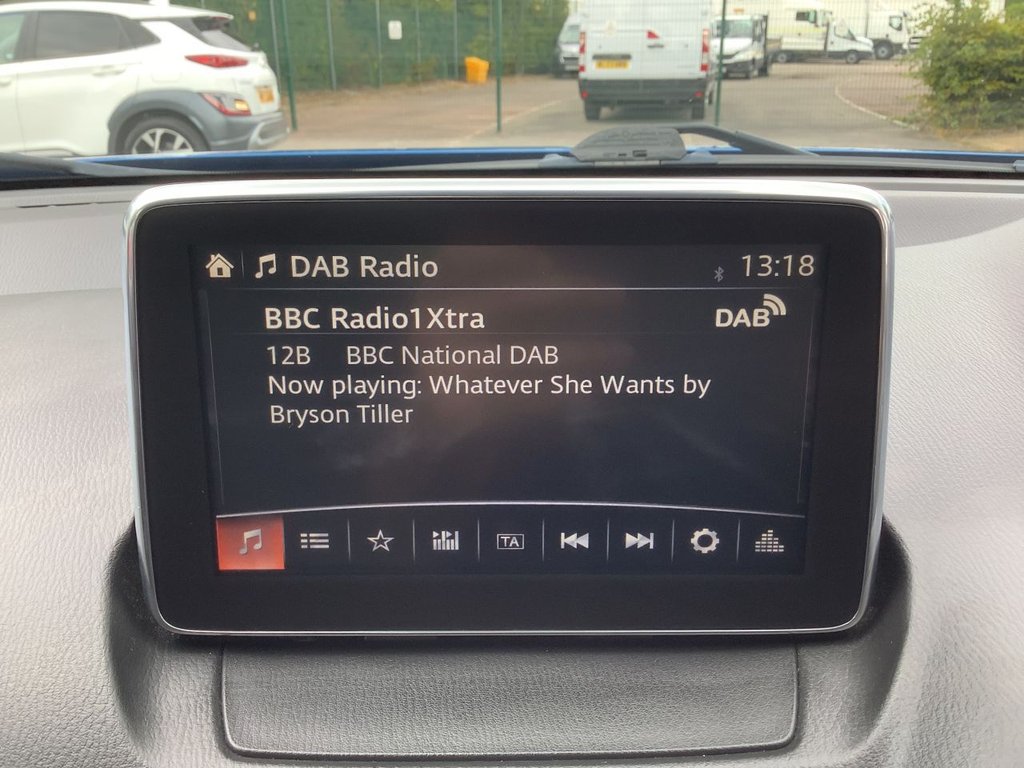 DAB Radio
13:18
BBC Radio1Xtra
DAB
12B BBC National DAB
Now playing: Whatever She Wants by
Bryson Tiller
TA